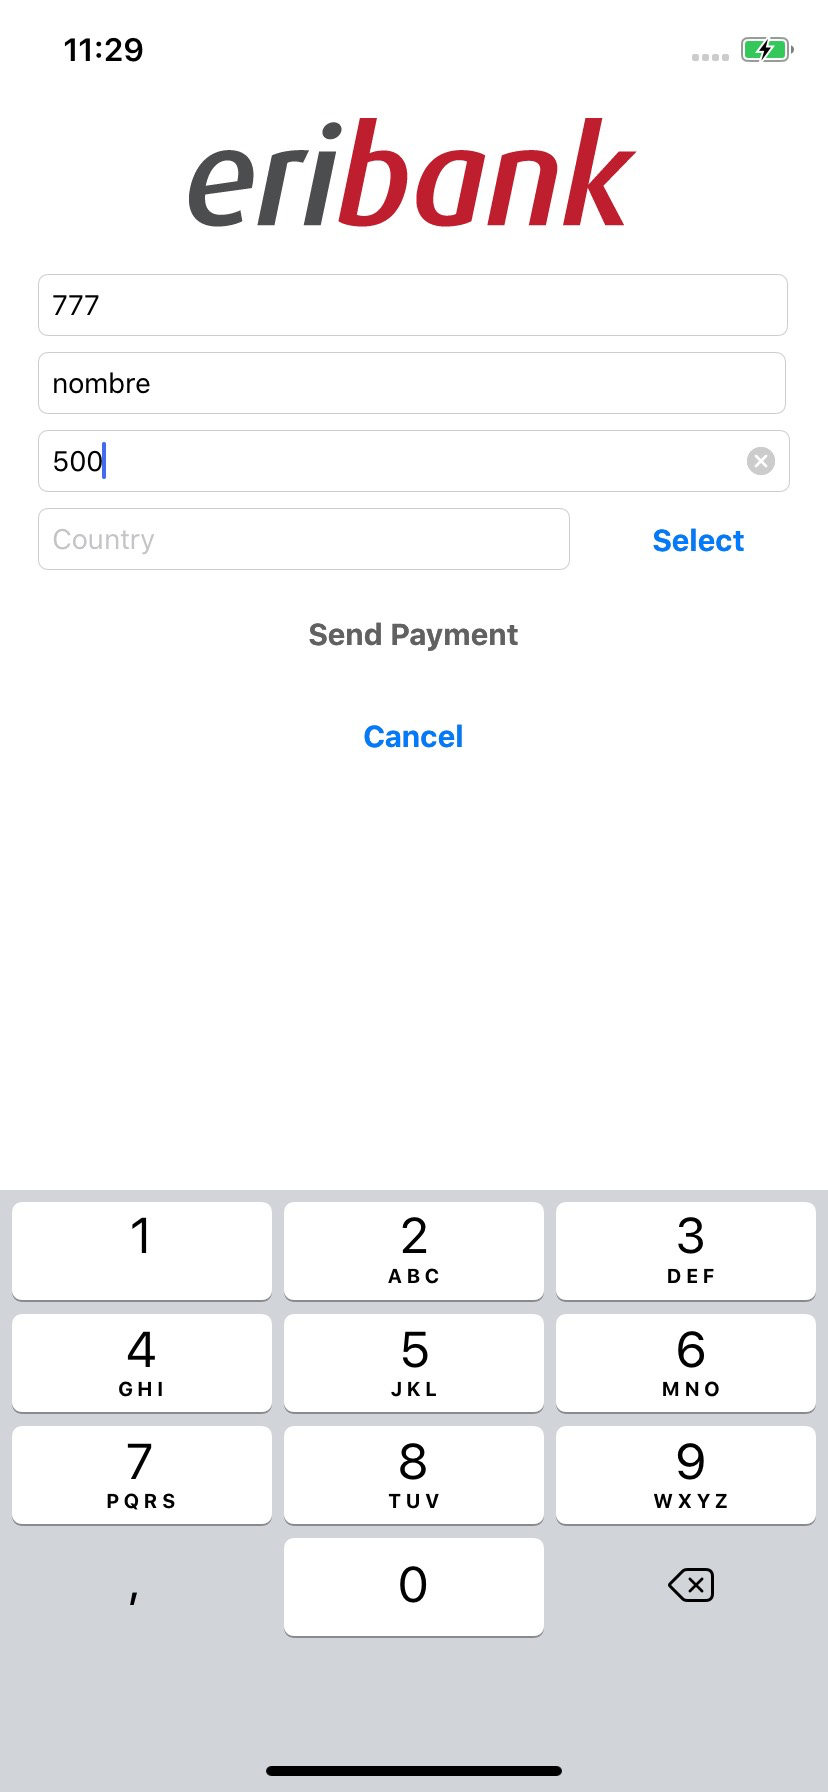 11:29
eribank
777
nombre
500
Country
Select
Send Payment
Cancel
1
2
ABC
3
DEF
4
GHI
5
JKL
6
MNO
7
PQRS
8
TUV
9
WXYZ
,
0